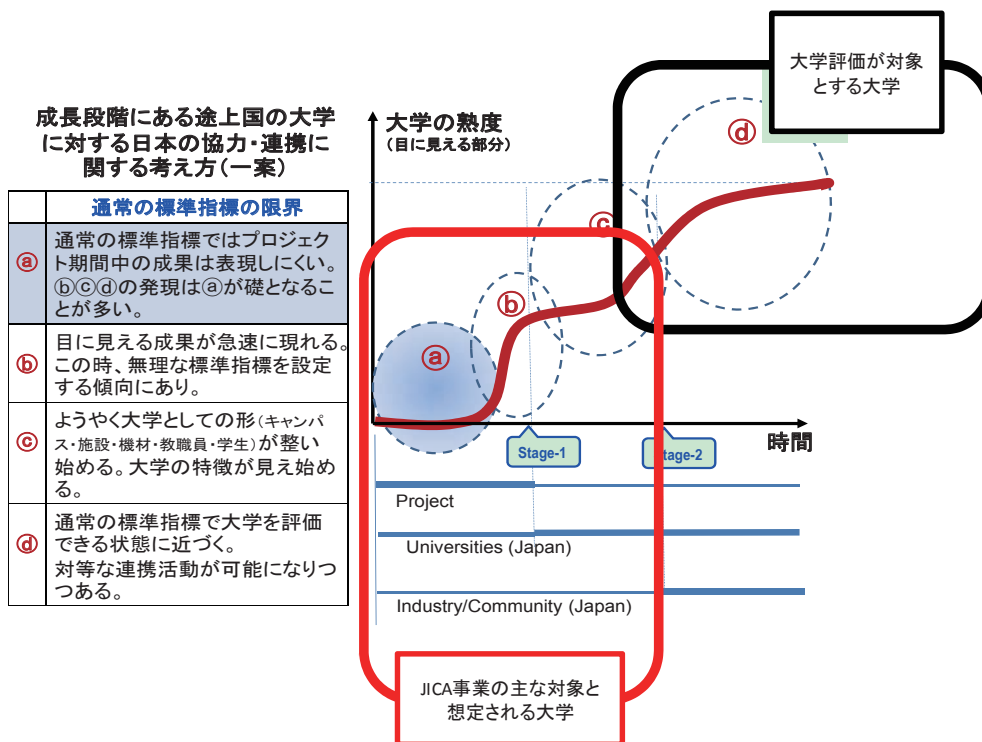 大学評価が対象
とする大学
成長段階にある途上国の大学
に対する日本の協力・連携に
関する考え方(一案)
通常の標準指標の限界
ⓐ
通常の標準指標ではプロジェク
ト期間中の成果は表現しにくい。
ⓑⓒⓓの発現はⓐが礎となるこ
とが多い。
ⓑ
目に見える成果が急速に現れる。
この時、無理な標準指標を設定
する傾向にあり。
ⓒ
ようやく大学としての形(キャンパ
ス・施設・機材・教職員・学生)が整い
始める。大学の特徴が見え始め
る。
ⓓ
通常の標準指標で大学を評価
できる状態に近づく。
対等な連携活動が可能になりつ
つある。
大学の熟度
(目に見える部分)
ⓓ
ⓒ
ⓑ
ⓐ
時間
Stage-1
Stage-2
Project
Universities (Japan)
Industry/Community (Japan)
JICA事業の主な対象と
想定される大学